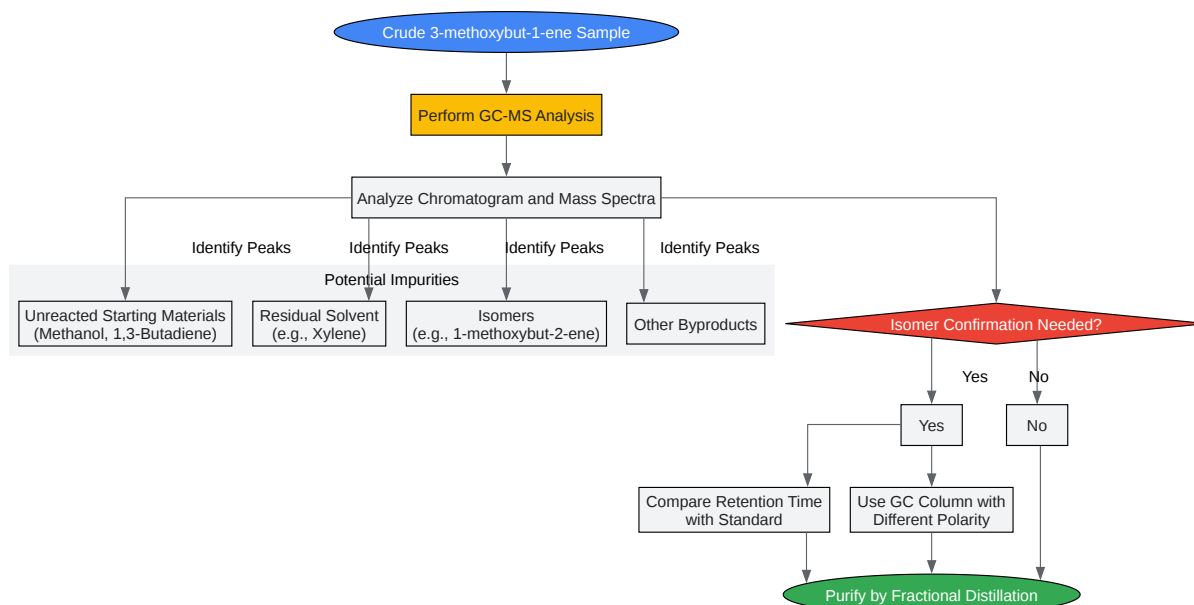 Crude 3-methoxybut-1-ene Sample
Perform GC-MS Analysis
Analyze Chromatogram and Mass Spectra
Identify Peaks
Identify Peaks
Identify Peaks
Identify Peaks
Potential Impurities
Unreacted Starting Materials
(Methanol, 1,3-Butadiene)
Residual Solvent
(e.g., Xylene)
Isomers
(e.g., 1-methoxybut-2-ene)
Other Byproducts
Isomer Confirmation Needed?
Yes
No
Yes
No
Compare Retention Time
with Standard
Use GC Column with
Different Polarity
Purify by Fractional Distillation